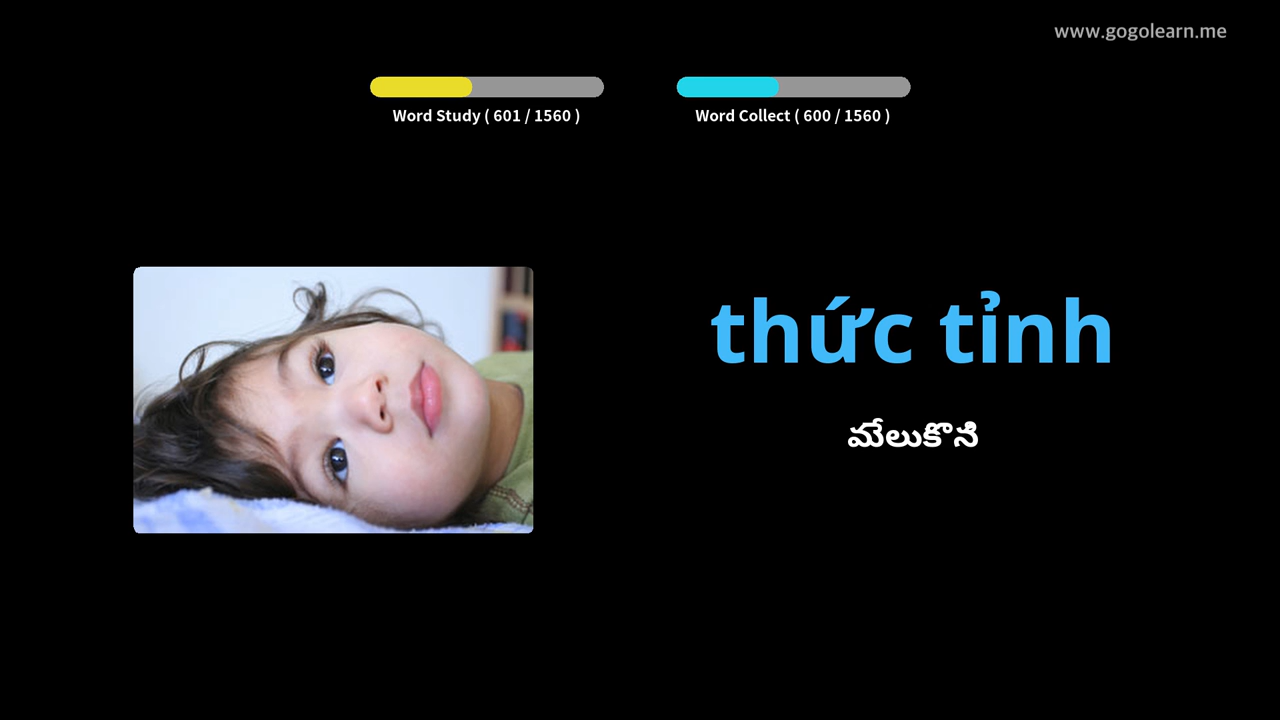 www.gogolearn.me
Word Study ( 601 / 1560 )
Word Collect ( 600 / 1560 )
thức tỉnh
మేలుకొని